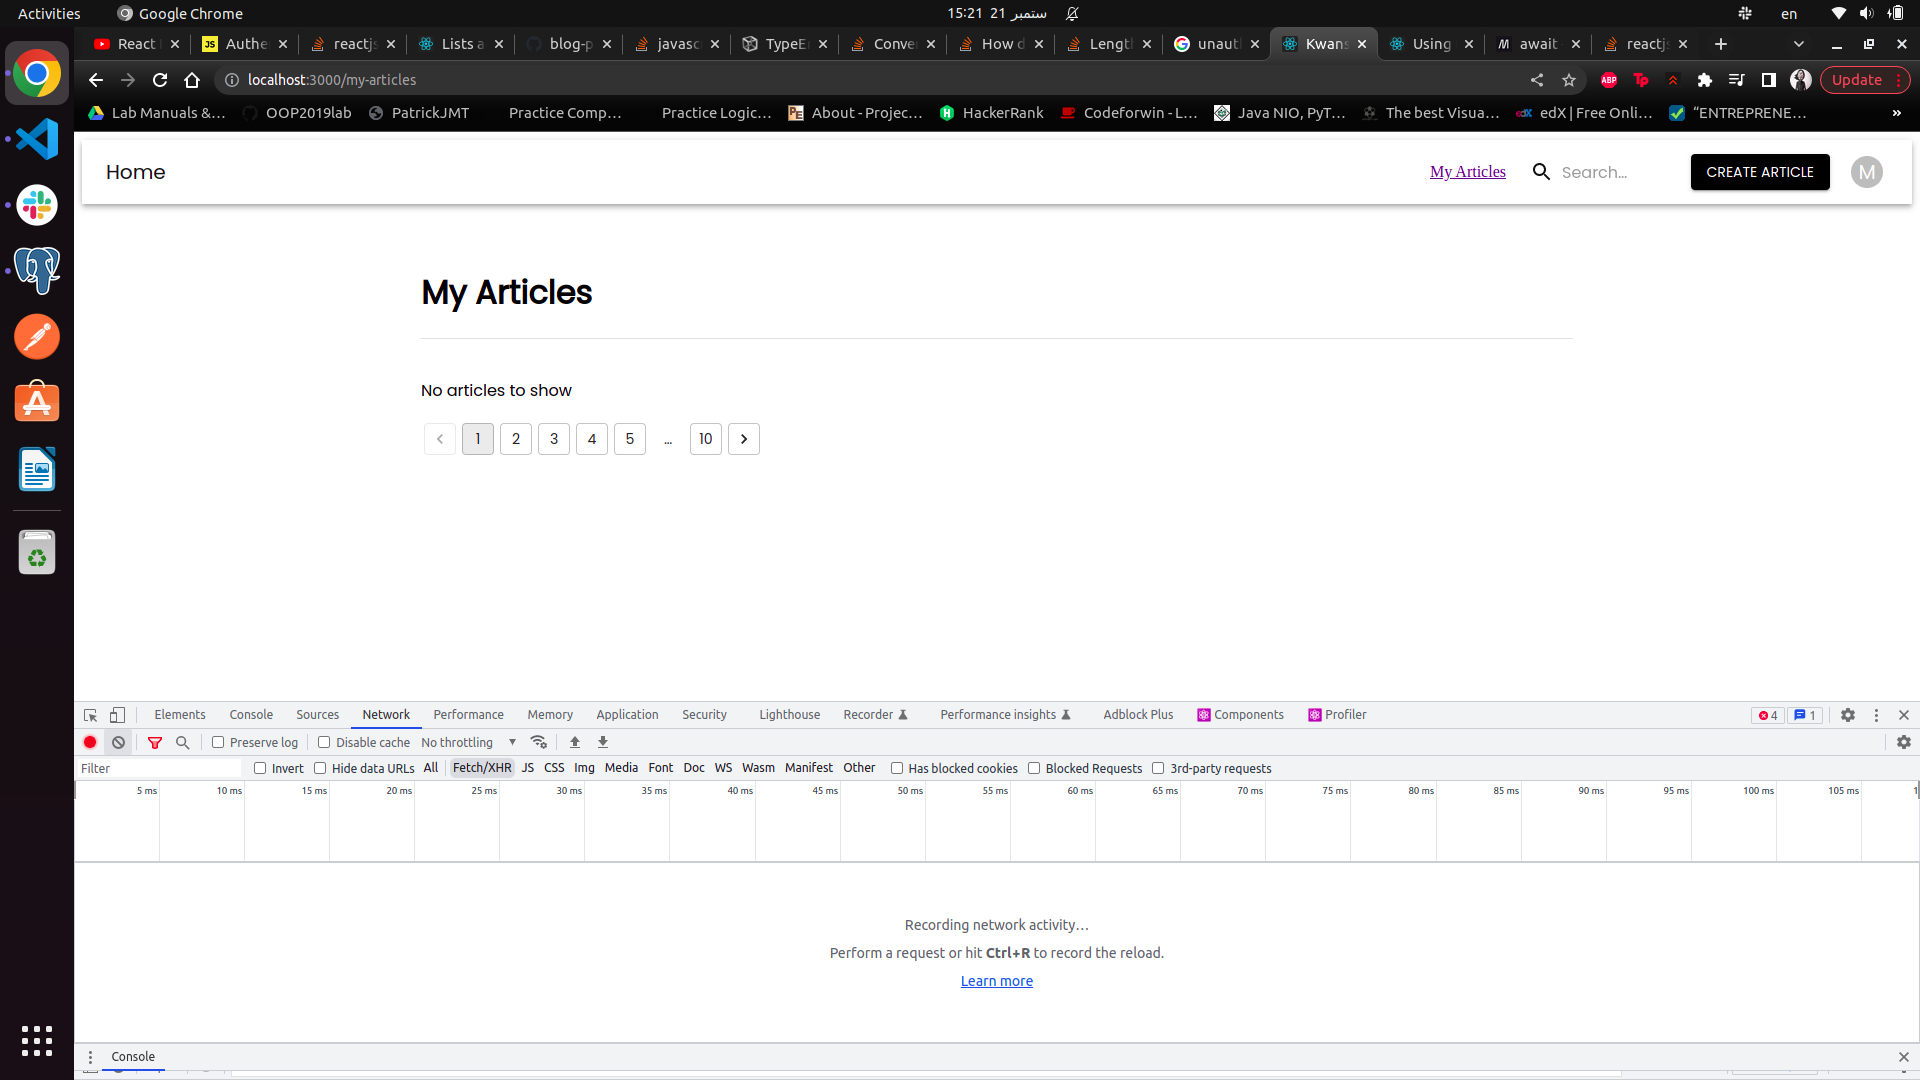 Activities
Google Chrome
15:21 21 ستمبر
en
React
Authe
reactjs
Lists a
blog-p
javasc
TypeEr
Conve
How d
Lengt
unaut
Kwans
Using
await
reactjs
localhost:3000/my-articles
ABP
Tp
Update
Lab Manuals &...
OOP2019lab
PatrickJMT
Practice Comp...
Practice Logic...
About - Projec...
HackerRank
Codeforwin - L...
Java NIO, PyT...
The best Visua...
edX | Free Onli...
“ENTREPRENE...
»
Home
My Articles
Search...
CREATE ARTICLE
M
My Articles
No articles to show
1 2 3 4 5 ... 10
Elements Console Sources Network Performance Memory Application Security Lighthouse Recorder Performance insights Adblock Plus Components Profiler
4
1
Preserve log
Disable cache
No throttling
Filter
Invert
Hide data URLs
All Fetch/XHR JS CSS Img Media Font Doc WS Wasm Manifest Other
Has blocked cookies
Blocked Requests
3rd-party requests
5 ms 10 ms 15 ms 20 ms 25 ms 30 ms 35 ms 40 ms 45 ms 50 ms 55 ms 60 ms 65 ms 70 ms 75 ms 80 ms 85 ms 90 ms 95 ms 100 ms 105 ms 1
Recording network activity...
Perform a request or hit Ctrl+R to record the reload.
Learn more
Console